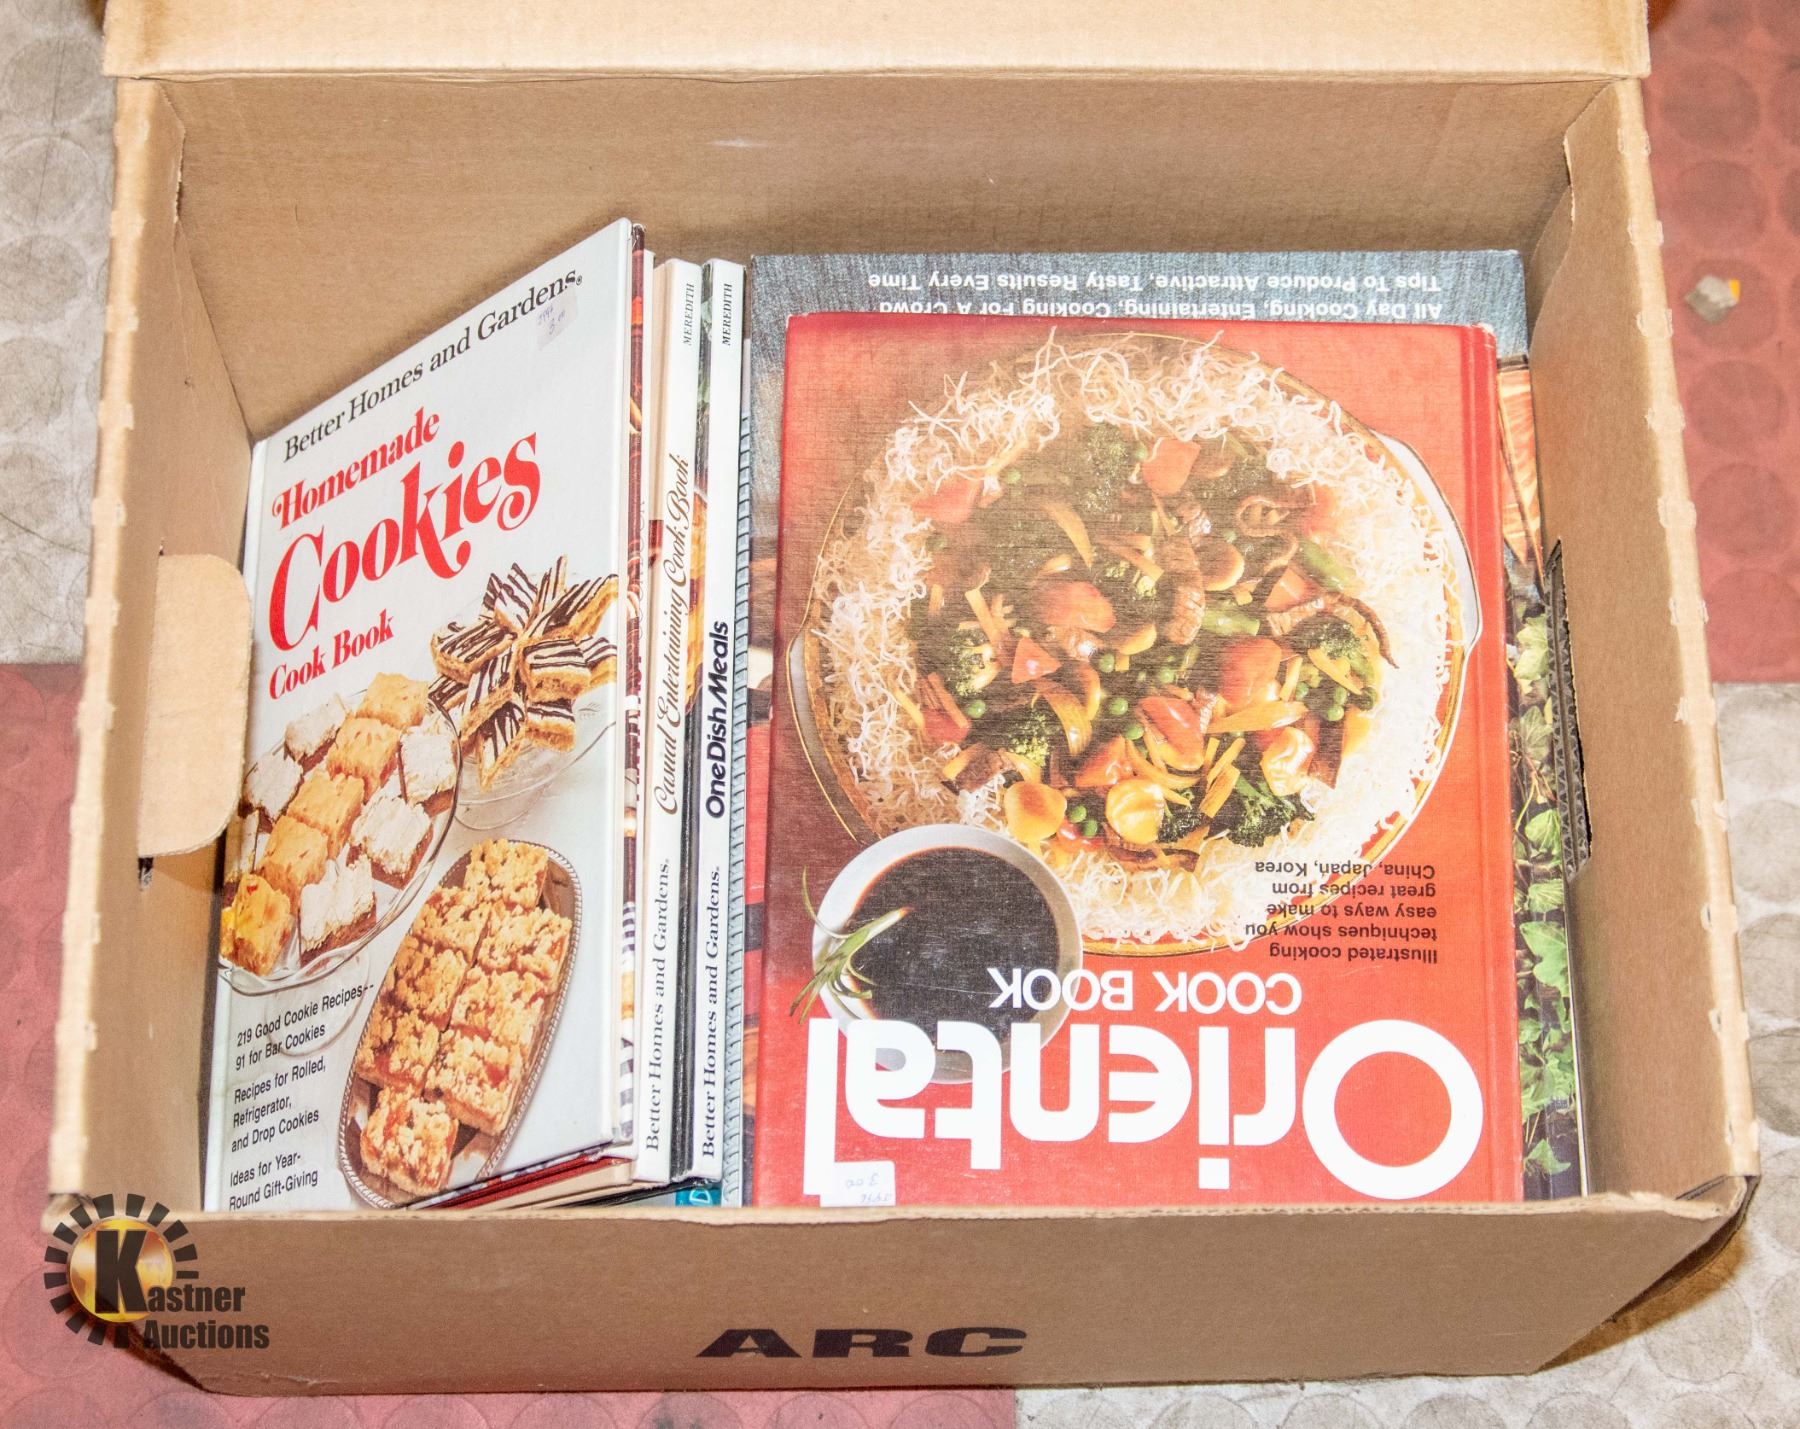 Better Homes and Gardens®
Homemade
Cookies
Cook Book
219 Good Cookie Recipes--
91 for Bar Cookies
Recipes for Rolled,
Refrigerator,
and Drop Cookies
Ideas for Year-
Round Gift-Giving
3.00
Better Homes and Gardens® Casual Entertaining Cook Book MEREDITH
Better Homes and Gardens® One Dish Meals MEREDITH
All Day Cooking, Entertaining, Cooking For A Crowd
Tips To Produce Attractive, Tasty Results Every Time
Oriental
COOK BOOK
Illustrated cooking
techniques show you
easy ways to make
great recipes from
China, Japan, Korea
3.00
ARC
Kastner
Auctions